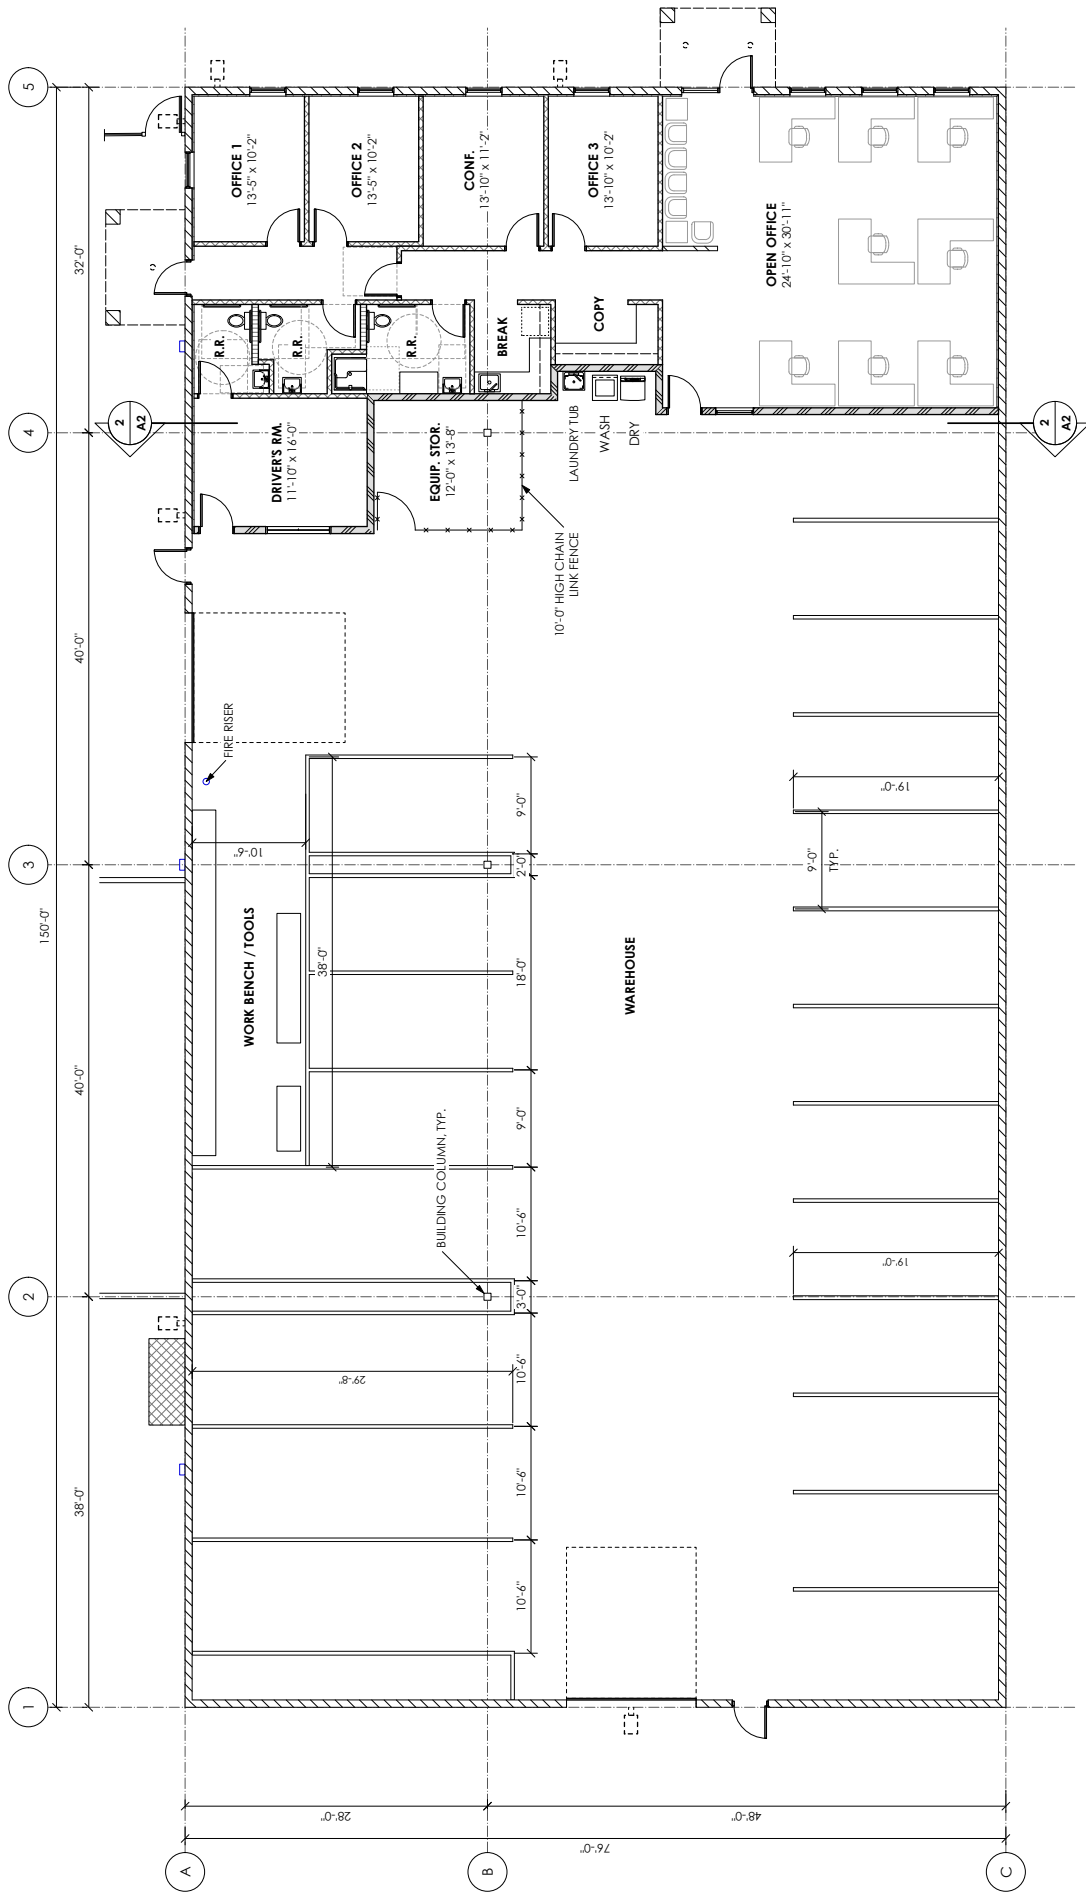 5
4
3
2
1
A
B
C
150'-0"
32'-0"
40'-0"
40'-0"
38'-0"
28'-0"
48'-0"
76'-0"
2
A2
2
A2
OFFICE 1
13'-5" x 10'-2"
OFFICE 2
13'-5" x 10'-2"
CONF.
13'-10" x 11'-2"
OFFICE 3
13'-10" x 10'-2"
OPEN OFFICE
24'-10" x 30'-11"
R.R.
R.R.
R.R.
BREAK
COPY
DRIVER'S RM.
11'-10" x 16'-0"
EQUIP. STOR.
12'-0" x 13'-8"
LAUNDRY TUB
WASH
DRY
10'-0" HIGH CHAIN
LINK FENCE
FIRE RISER
WORK BENCH / TOOLS
10'-6"
38'-0"
WAREHOUSE
BUILDING COLUMN, TYP.
9'-0"
2'-0"
18'-0"
9'-0"
10'-6"
3'-0"
10'-6"
10'-6"
10'-6"
29'-8"
19'-0"
9'-0"
TYP.
19'-0"